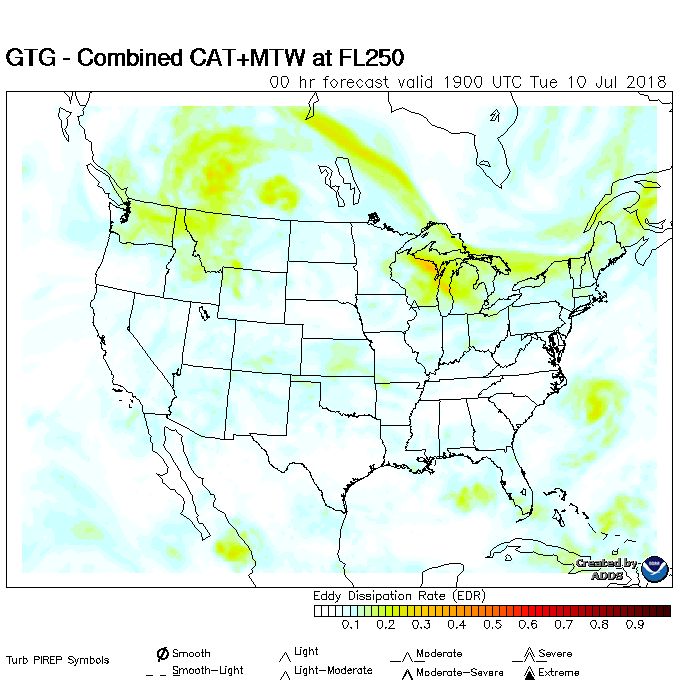 GTG - Combined CAT+MTW at FL250
00 hr forecast valid 1900 UTC Tue 10 Jul 2018
Created by
ADDS
Eddy Dissipation Rate (EDR)
0.1 0.2 0.3 0.4 0.5 0.6 0.7 0.8 0.9
Turb PIREP Symbols
Smooth Light Moderate Severe
Smooth-Light Light-Moderate Moderate-Severe Extreme